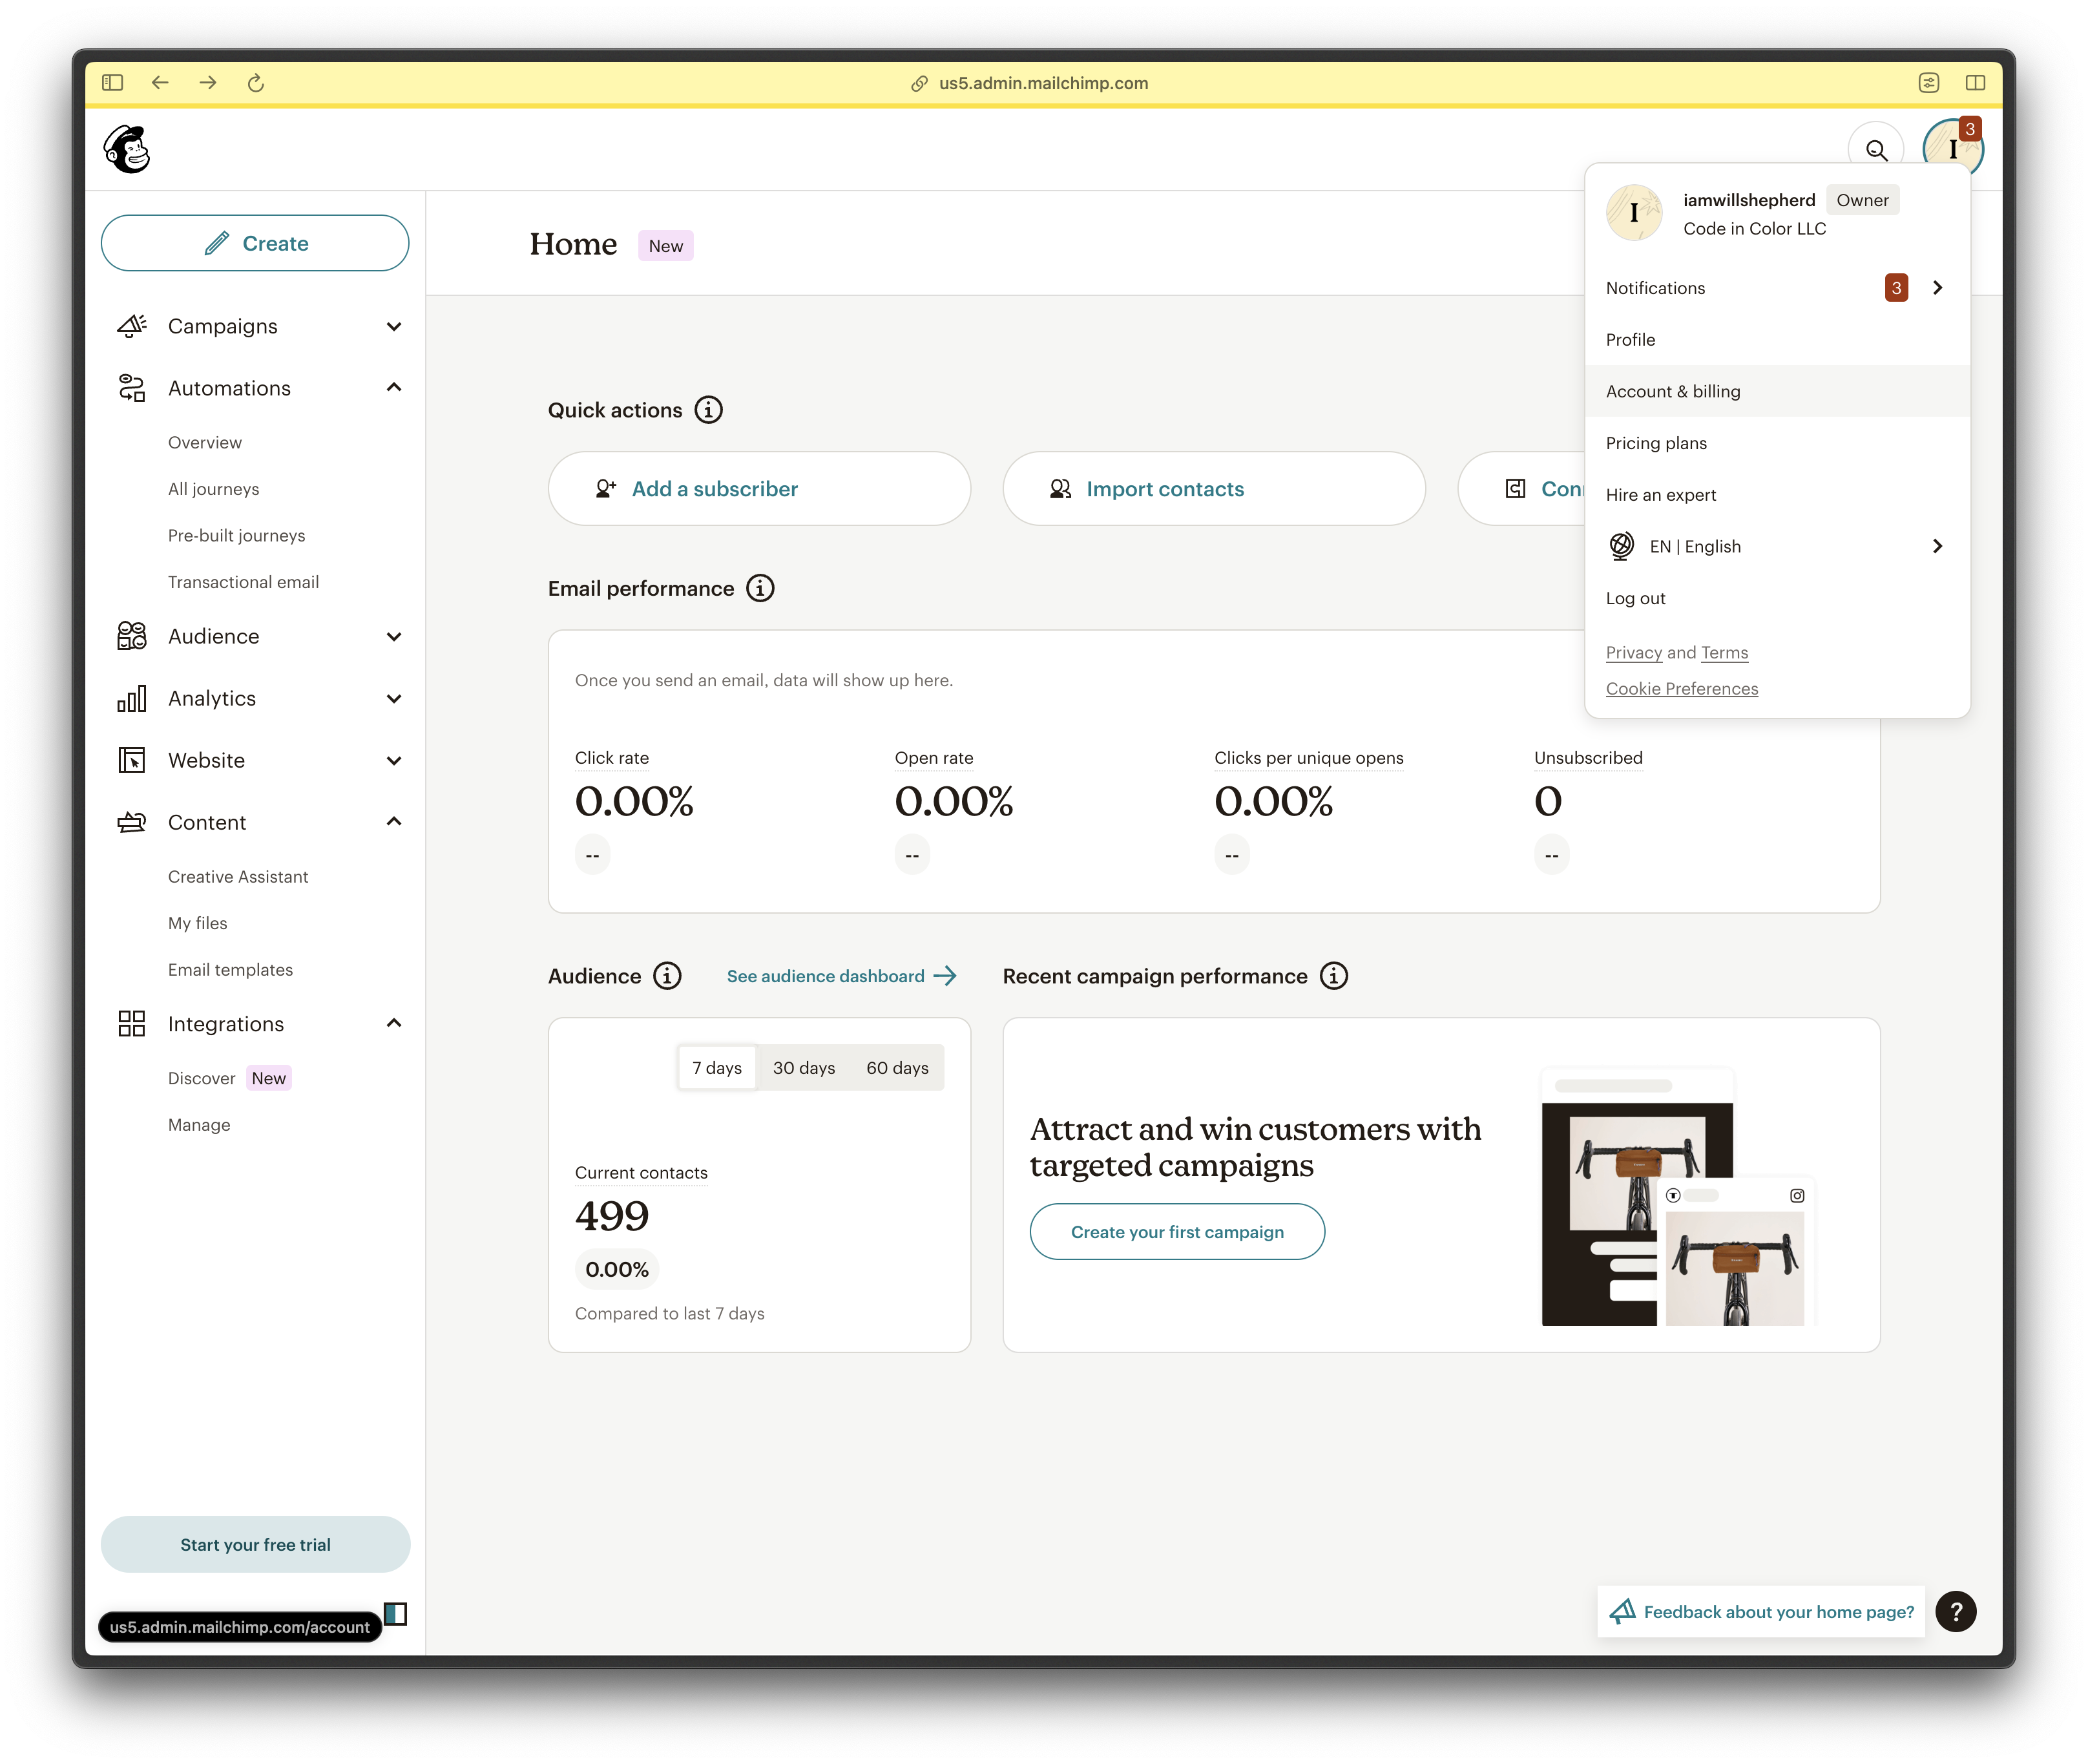 us5.admin.mailchimp.com
3
I
Create
Campaigns
Automations
Overview
All journeys
Pre-built journeys
Transactional email
Audience
Analytics
Website
Content
Creative Assistant
My files
Email templates
Integrations
Discover New
Manage
Start your free trial
us5.admin.mailchimp.com/account
Home New
Quick actions
Add a subscriber
Import contacts
Email performance
Once you send an email, data will show up here.
Click rate
0.00%
--
Open rate
0.00%
--
Clicks per unique opens
0.00%
--
Unsubscribed
0
--
Audience
See audience dashboard
7 days 30 days 60 days
Current contacts
499
0.00%
Compared to last 7 days
Recent campaign performance
Attract and win customers with
targeted campaigns
Create your first campaign
I
iamwillshepherd Owner
Code in Color LLC
Notifications 3
Profile
Account & billing
Pricing plans
Hire an expert
EN | English
Log out
Privacy and Terms
Cookie Preferences
Feedback about your home page?
?